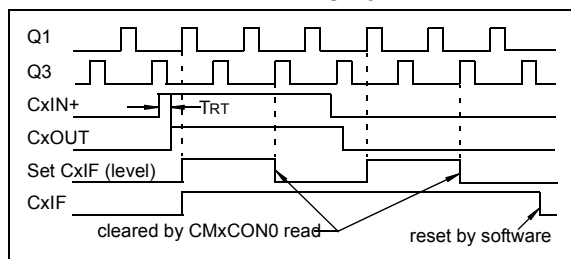 Q1
Q3
CxIN+
TRT
CxOUT
Set CxIF (level)
CxIF
cleared by CMxCON0 read
reset by software